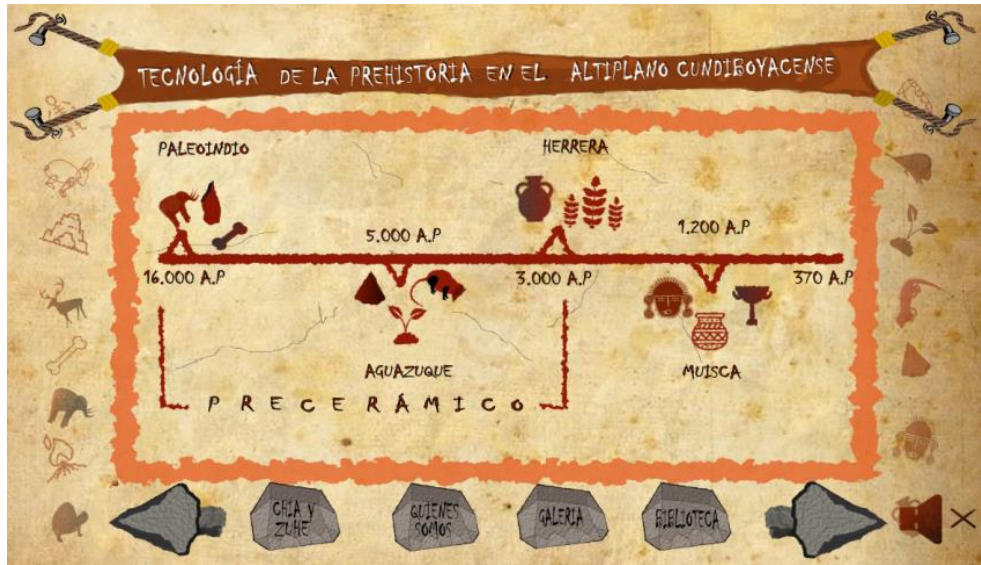 TECNOLOGÍA DE LA PREHISTORIA EN EL ALTIPLANO CUNDIBOYACENSE
PALEOINDIO
HERRERA
5.000 A.P
1.200 A.P
16.000 A.P
3.000 A.P
370 A.P
AGUAZUQUE
MUISCA
PRECERÁMICO
CHIA Y
ZUHE
QUIENES
SOMOS
GALERIA
BIBLIOTECA
X